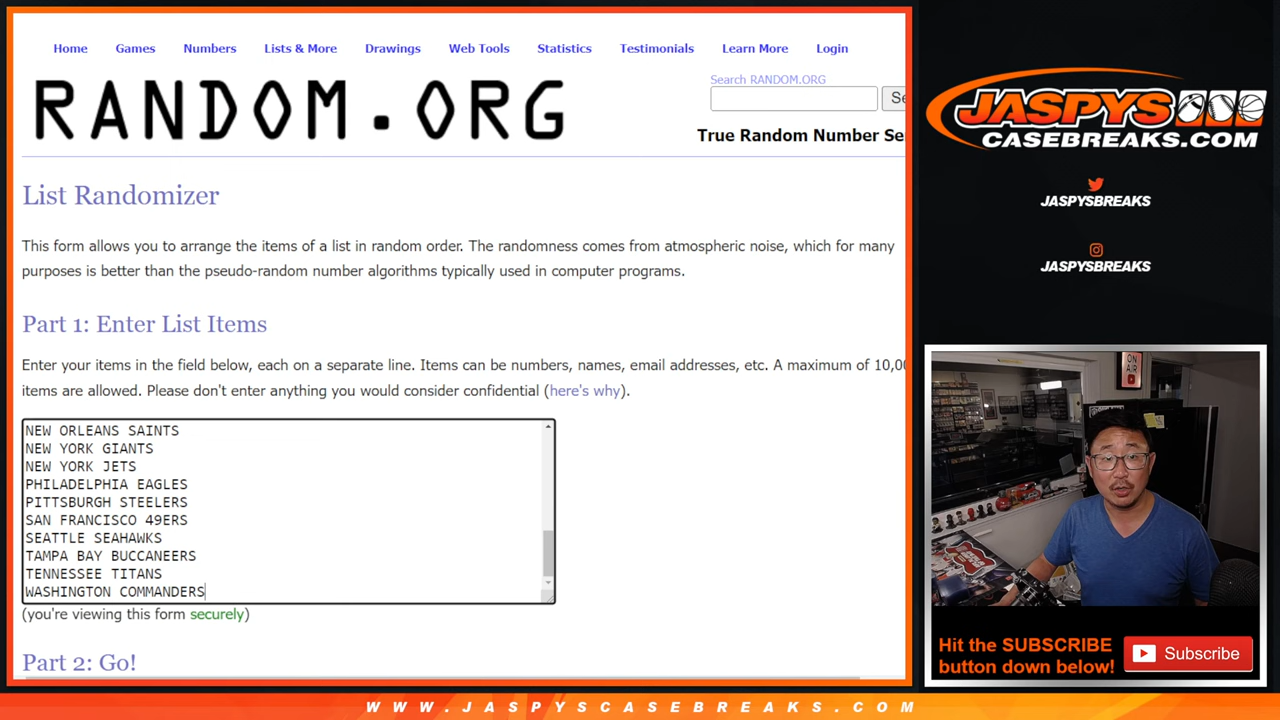 Home Games Numbers Lists & More Drawings Web Tools Statistics Testimonials Learn More Login
RANDOM.ORG
Search RANDOM.ORG
Se
True Random Number Se
List Randomizer
This form allows you to arrange the items of a list in random order. The randomness comes from atmospheric noise, which for many
purposes is better than the pseudo-random number algorithms typically used in computer programs.
Part 1: Enter List Items
Enter your items in the field below, each on a separate line. Items can be numbers, names, email addresses, etc. A maximum of 10,00
items are allowed. Please don't enter anything you would consider confidential (here's why).
NEW ORLEANS SAINTS
NEW YORK GIANTS
NEW YORK JETS
PHILADELPHIA EAGLES
PITTSBURGH STEELERS
SAN FRANCISCO 49ERS
SEATTLE SEAHAWKS
TAMPA BAY BUCCANEERS
TENNESSEE TITANS
WASHINGTON COMMANDERS
(you're viewing this form securely)
Part 2: Go!
JASPYS
CASEBREAKS.COM
JASPYSBREAKS
JASPYSBREAKS
ON
AIR
Hit the SUBSCRIBE
button down below!
Subscribe
WWW.JASPYSCASEBREAKS.COM